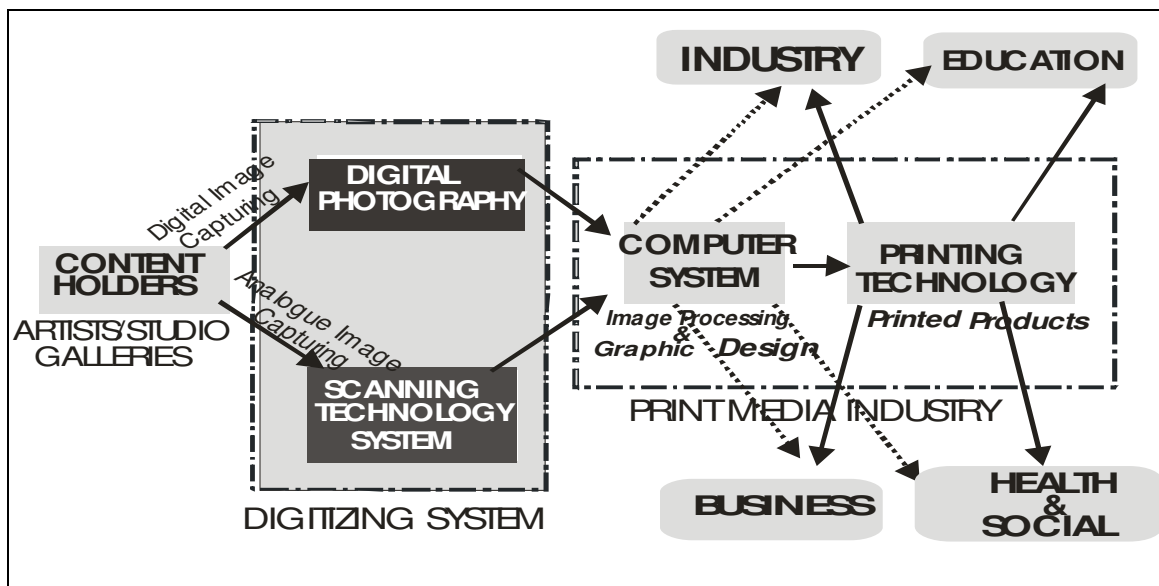 INDUSTRY
EDUCATION
Digital Image
Capturing
DIGITAL
PHOTOGRAPHY
CONTENT
HOLDERS
ARTISTS/STUDIO
GALLERIES
Analogue Image
Capturing
SCANNING
TECHNOLOGY
SYSTEM
DIGITIZING SYSTEM
COMPUTER
SYSTEM
Image Processing
&
Graphic Design
PRINTING
TECHNOLOGY
Printed Products
PRINT MEDIA INDUSTRY
BUSINESS
HEALTH
&
SOCIAL